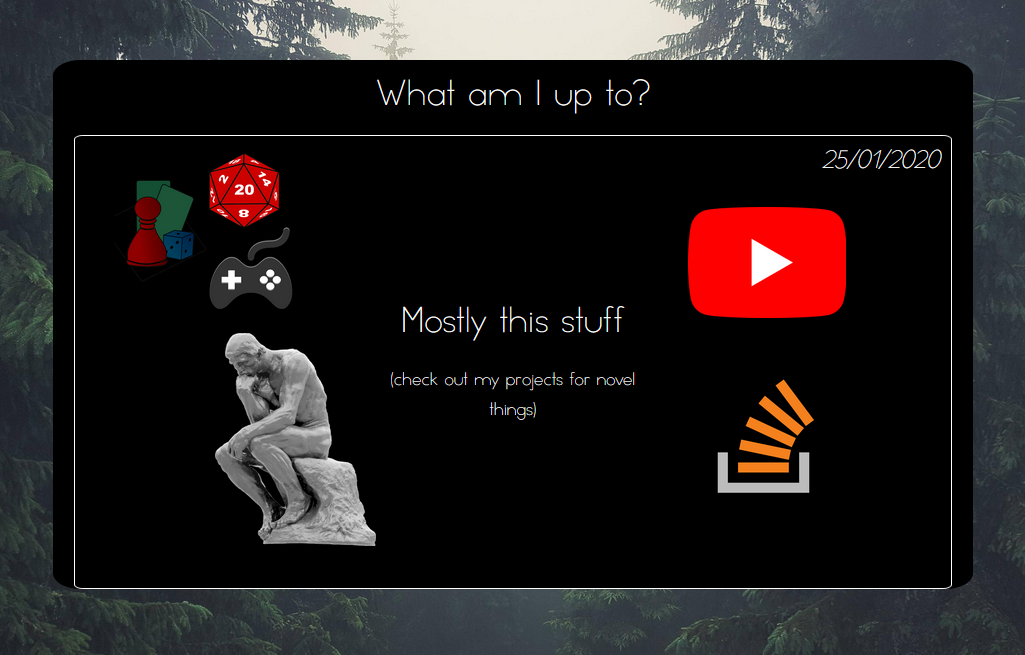 What am I up to?
25/01/2020
20
2
14
8
Mostly this stuff
(check out my projects for novel
things)